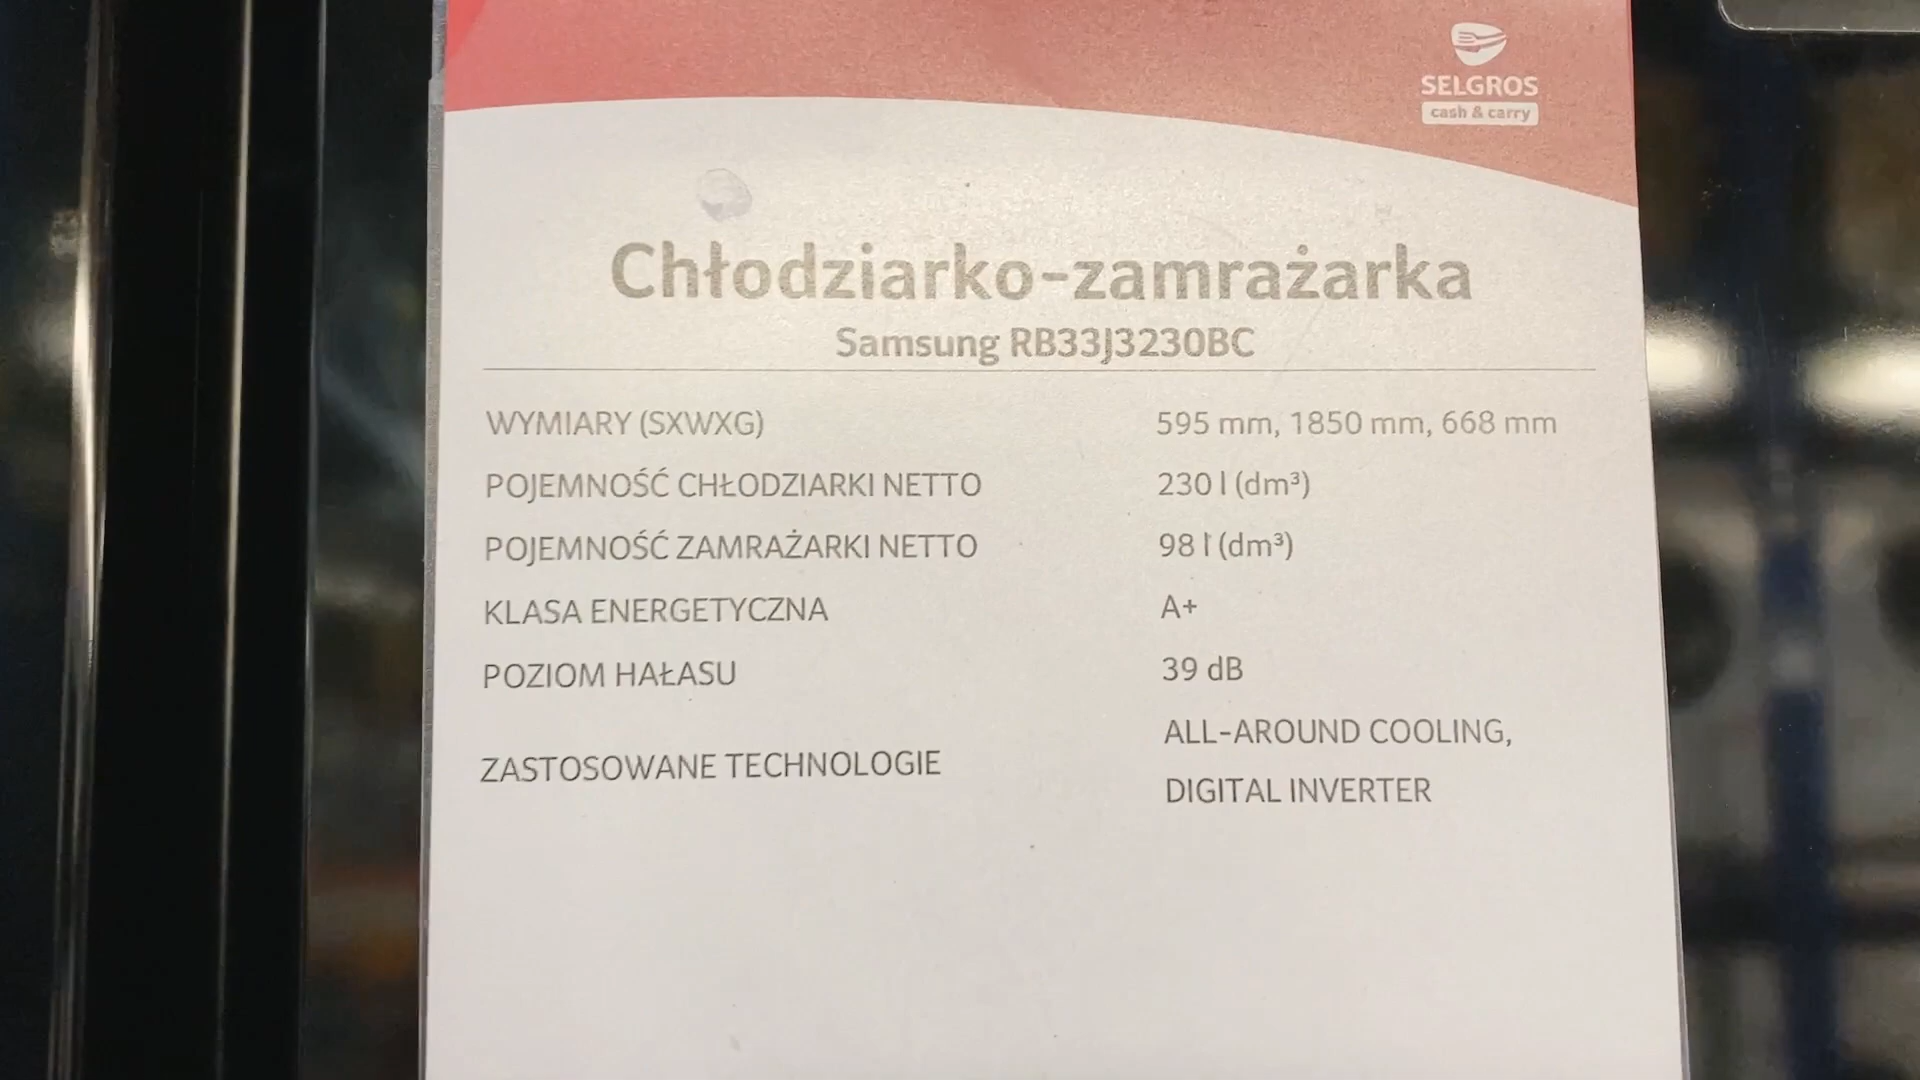 SELGROS
cash & carry
Chłodziarko-zamrażarka
Samsung RB33J3230BC
WYMIARY (SXWXG) 595 mm, 1850 mm, 668 mm
POJEMNOŚĆ CHŁODZIARKI NETTO 230 l (dm³)
POJEMNOŚĆ ZAMRAŻARKI NETTO 98 l (dm³)
KLASA ENERGETYCZNA A+
POZIOM HAŁASU 39 dB
ZASTOSOWANE TECHNOLOGIE ALL-AROUND COOLING,
DIGITAL INVERTER